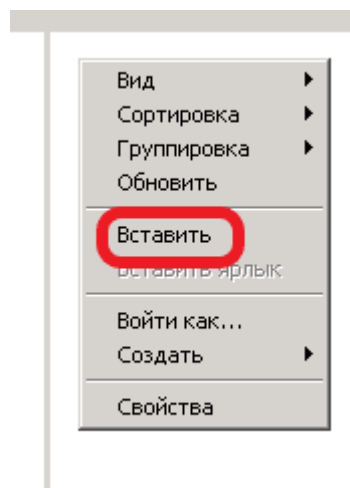 Вид
Сортировка
Группировка
Обновить
Вставить
Вставить ярлык
Войти как...
Создать
Свойства